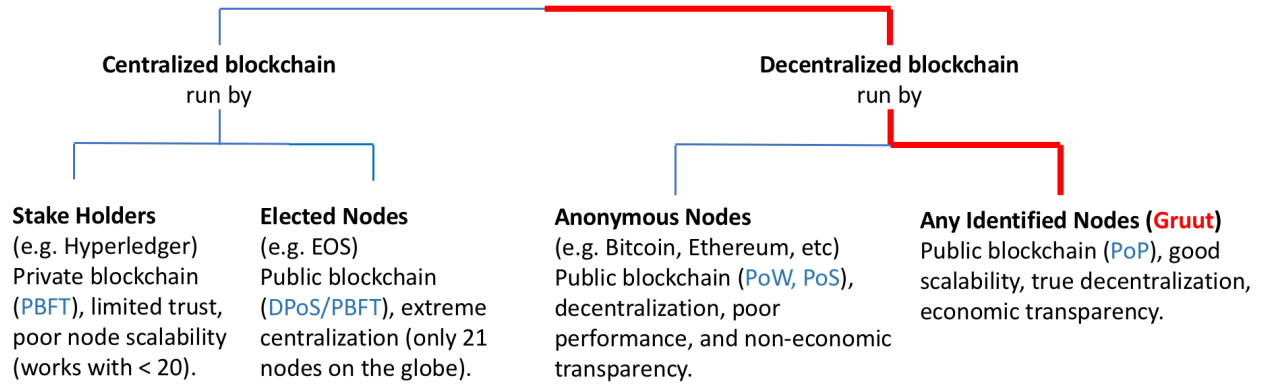 Centralized blockchain
run by
Decentralized blockchain
run by
Stake Holders
(e.g. Hyperledger)
Private blockchain
(PBFT), limited trust,
poor node scalability
(works with < 20).
Elected Nodes
(e.g. EOS)
Public blockchain
(DPoS/PBFT), extreme
centralization (only 21
nodes on the globe).
Anonymous Nodes
(e.g. Bitcoin, Ethereum, etc)
Public blockchain (PoW, PoS),
decentralization, poor
performance, and non-economic
transparency.
Any Identified Nodes (Gruut)
Public blockchain (PoP), good
scalability, true decentralization,
economic transparency.